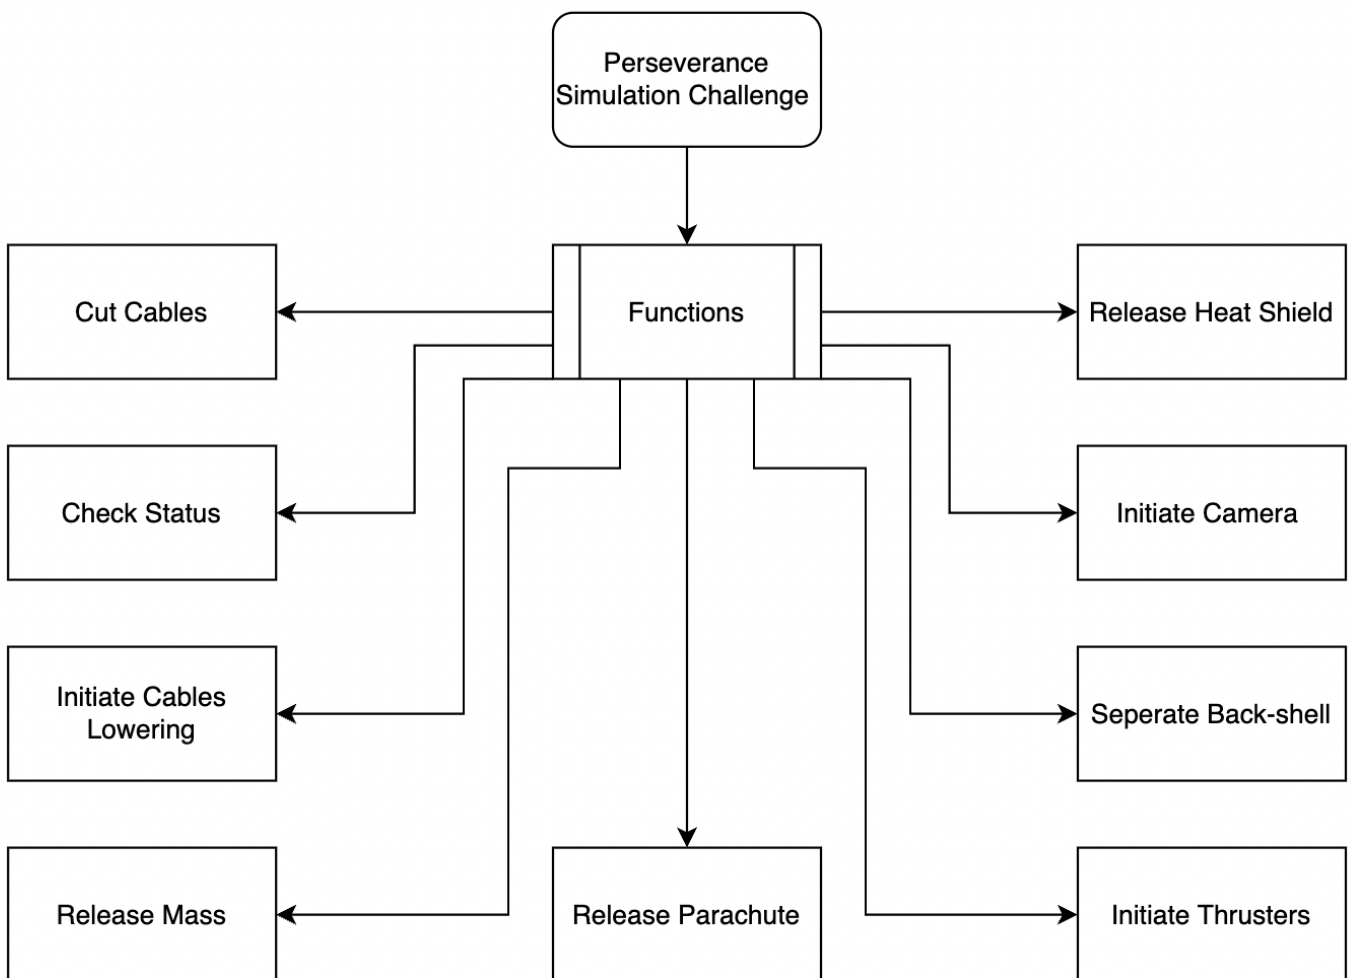 Perseverance
Simulation Challenge
Cut Cables
Functions
Release Heat Shield
Check Status
Initiate Camera
Initiate Cables
Lowering
Seperate Back-shell
Release Mass
Release Parachute
Initiate Thrusters